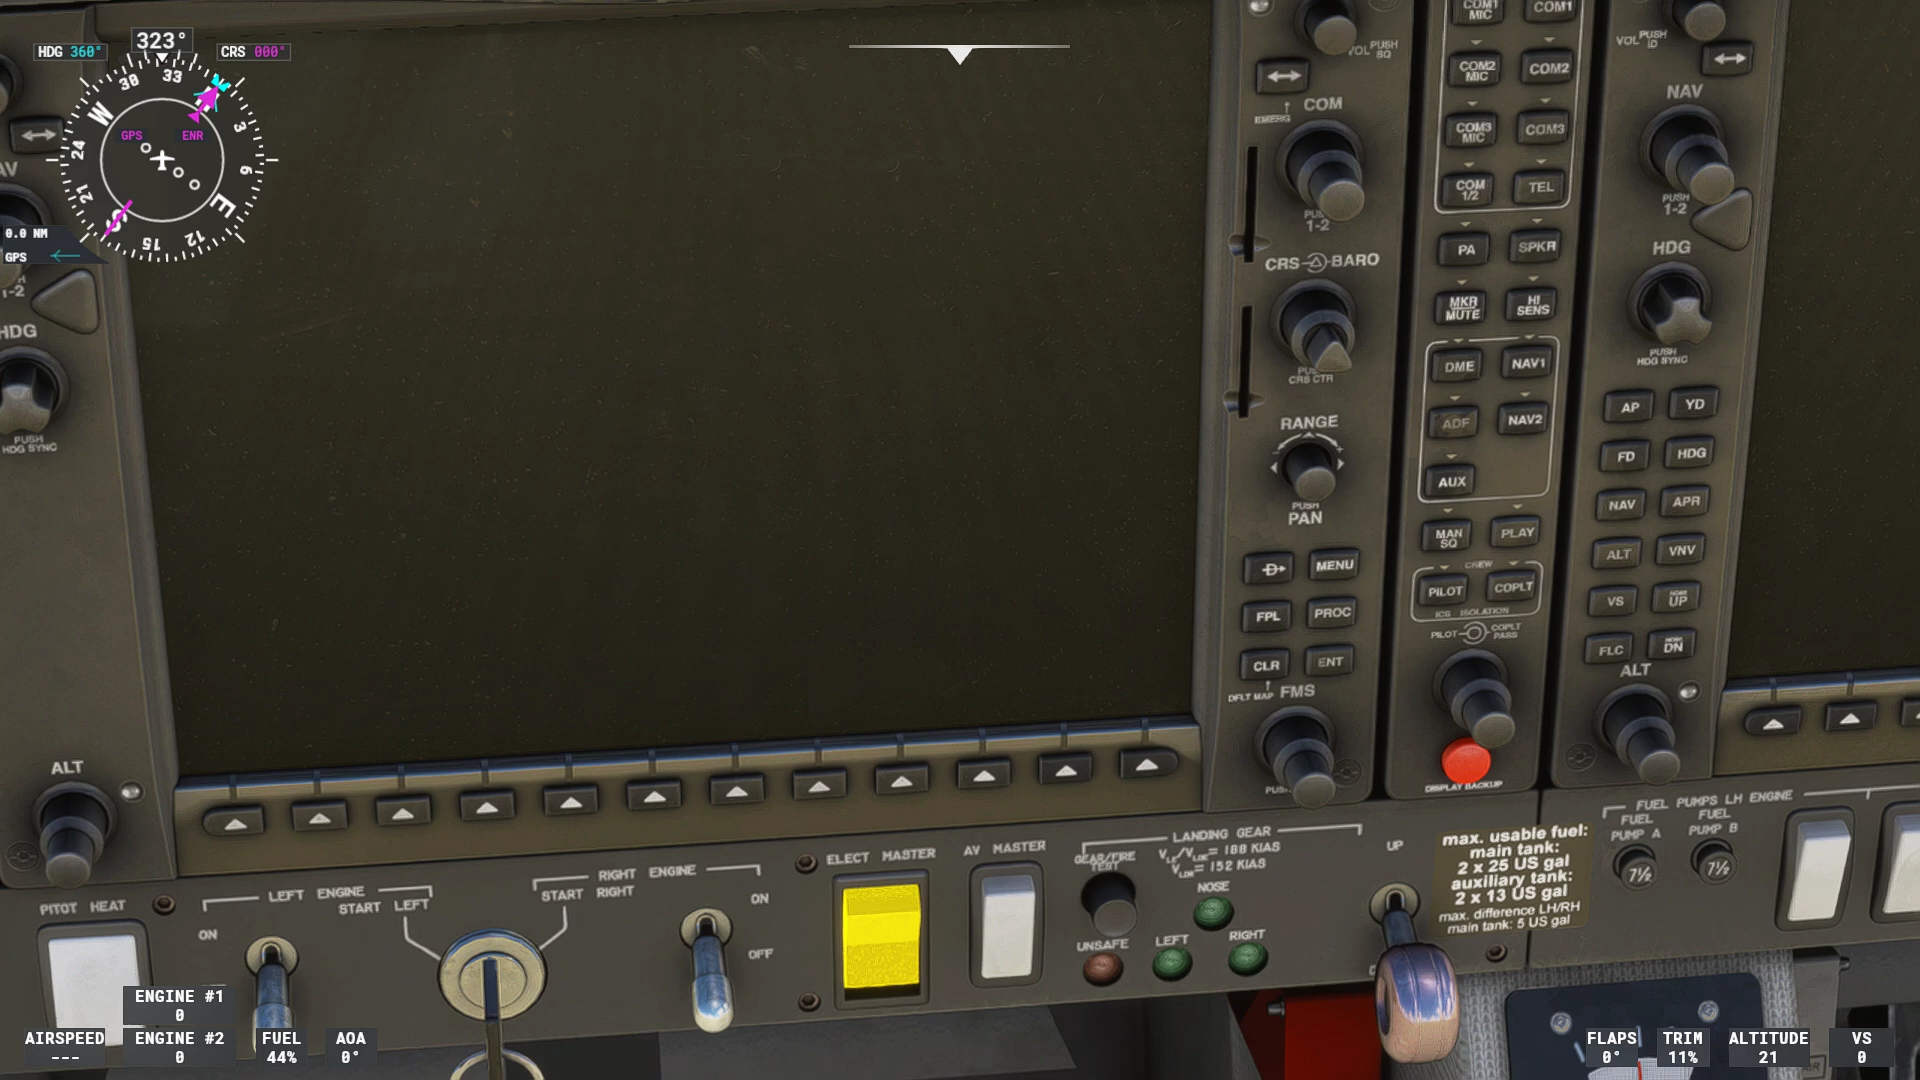 HDG 360°
323°
CRS 000°
30
33
3
6
E
12
15
S
21
24
W
GPS
ENR
0.0 NM
GPS
1-2
HDG
PUSH
HDG SYNC
ALT
VOL PUSH
SQ
COM
EMERG
1-2
CRS BARO
CRS CTR
RANGE
PUSH
PAN
D
MENU
FPL
PROC
CLR
ENT
DFLT MAP
FMS
COM1
MIC
COM1
COM2
MIC
COM2
COM3
MIC
COM3
COM
1/2
TEL
PA
SPKR
MKR
MUTE
HI
SENS
DME
NAV1
ADF
NAV2
AUX
MAN
SQ
PLAY
CREW
PILOT
COPLT
ICS ISOLATION
PILOT
COPLT
PASS
DISPLAY BACKUP
VOL PUSH
ID
NAV
PUSH
1-2
HDG
PUSH
HDG SYNC
AP
YD
FD
HDG
NAV
APR
ALT
VNV
VS
NOSE
UP
FLC
DN
ALT
PITOT HEAT
LEFT ENGINE
START LEFT
ON
RIGHT ENGINE
START RIGHT
ON
OFF
ELECT MASTER
AV MASTER
LANDING GEAR
GEAR/FIRE
TEST
VLE/VLOE = 188 KIAS
VLOR = 152 KIAS
NOSE
UNSAFE
LEFT
RIGHT
UP
max. usable fuel:
main tank:
2 x 25 US gal
auxiliary tank:
2 x 13 US gal
max. difference LH/RH
main tank: 5 US gal
FUEL PUMPS LH ENGINE
FUEL
PUMP A
FUEL
PUMP B
7½
7½
ENGINE #1
0
AIRSPEED
---
ENGINE #2
0
FUEL
44%
AOA
0°
FLAPS
0°
TRIM
11%
ALTITUDE
21
VS
0